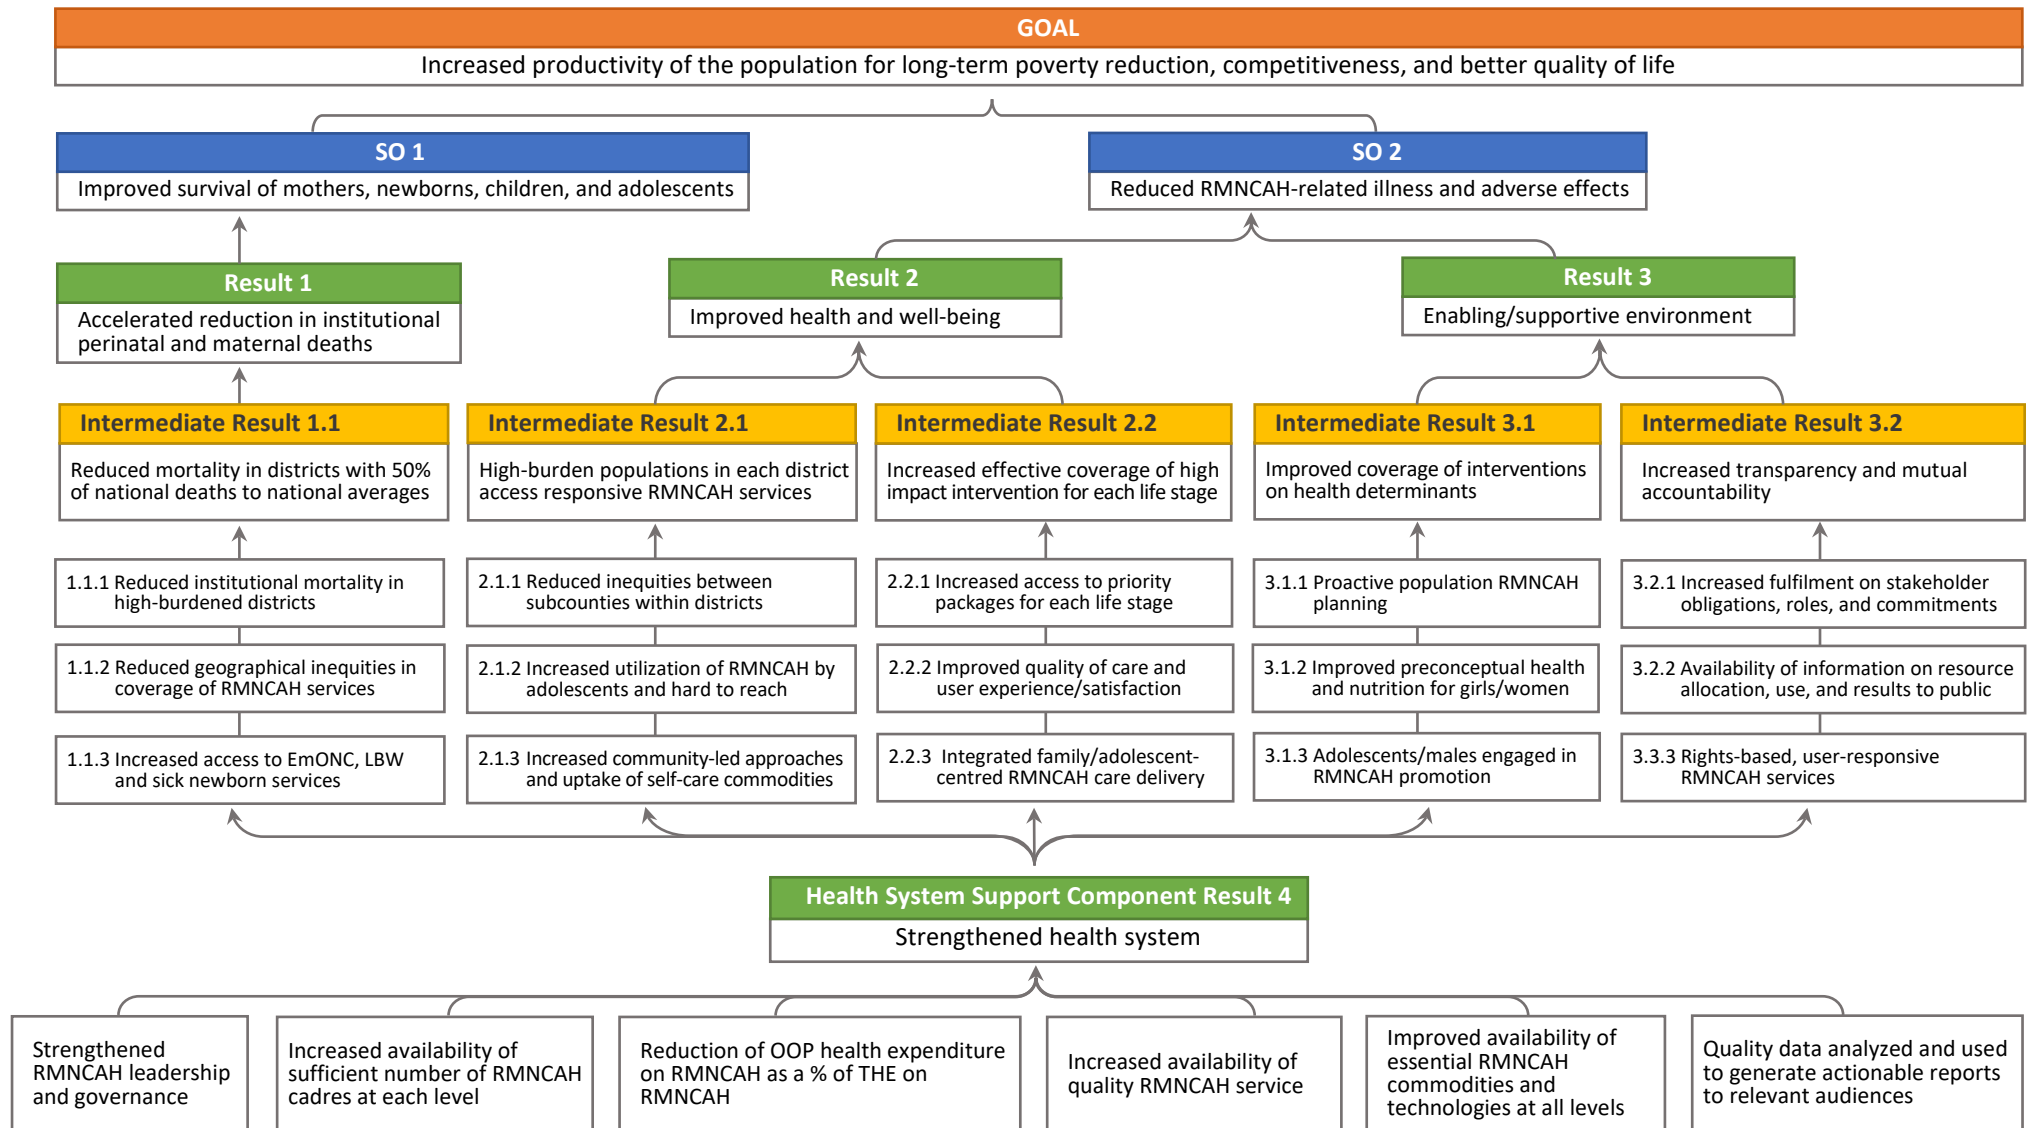 GOAL
Increased productivity of the population for long-term poverty reduction, competitiveness, and better quality of life
SO 1
Improved survival of mothers, newborns, children, and adolescents
SO 2
Reduced RMNCAH-related illness and adverse effects
Result 1
Accelerated reduction in institutional
perinatal and maternal deaths
Result 2
Improved health and well-being
Result 3
Enabling/supportive environment
Intermediate Result 1.1
Reduced mortality in districts with 50%
of national deaths to national averages
Intermediate Result 2.1
High-burden populations in each district
access responsive RMNCAH services
Intermediate Result 2.2
Increased effective coverage of high
impact intervention for each life stage
Intermediate Result 3.1
Improved coverage of interventions
on health determinants
Intermediate Result 3.2
Increased transparency and mutual
accountability
1.1.1 Reduced institutional mortality in
high-burdened districts
2.1.1 Reduced inequities between
subcounties within districts
2.2.1 Increased access to priority
packages for each life stage
3.1.1 Proactive population RMNCAH
planning
3.2.1 Increased fulfilment on stakeholder
obligations, roles, and commitments
1.1.2 Reduced geographical inequities in
coverage of RMNCAH services
2.1.2 Increased utilization of RMNCAH by
adolescents and hard to reach
2.2.2 Improved quality of care and
user experience/satisfaction
3.1.2 Improved preconceptual health
and nutrition for girls/women
3.2.2 Availability of information on resource
allocation, use, and results to public
1.1.3 Increased access to EmONC, LBW
and sick newborn services
2.1.3 Increased community-led approaches
and uptake of self-care commodities
2.2.3 Integrated family/adolescent-
centred RMNCAH care delivery
3.1.3 Adolescents/males engaged in
RMNCAH promotion
3.3.3 Rights-based, user-responsive
RMNCAH services
Health System Support Component Result 4
Strengthened health system
Strengthened
RMNCAH leadership
and governance
Increased availability of
sufficient number of RMNCAH
cadres at each level
Reduction of OOP health expenditure
on RMNCAH as a % of THE on
RMNCAH
Increased availability of
quality RMNCAH service
Improved availability of
essential RMNCAH
commodities and
technologies at all levels
Quality data analyzed and used
to generate actionable reports
to relevant audiences